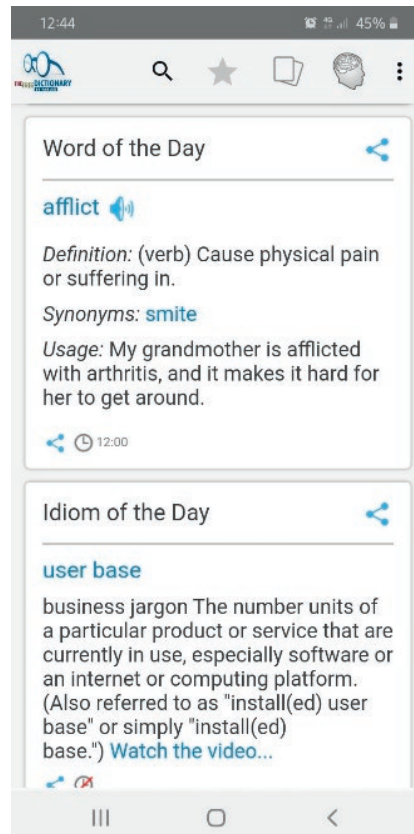 12:44
4G
45%
THE FREE DICTIONARY
Word of the Day
afflict
Definition: (verb) Cause physical pain
or suffering in.
Synonyms: smite
Usage: My grandmother is afflicted
with arthritis, and it makes it hard for
her to get around.
12:00
Idiom of the Day
user base
business jargon The number units of
a particular product or service that are
currently in use, especially software or
an internet or computing platform.
(Also referred to as "install(ed) user
base" or simply "install(ed)
base.") Watch the video...